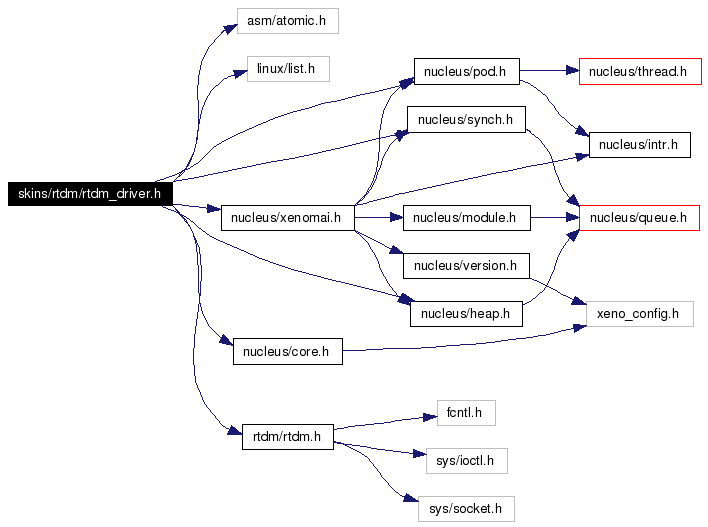 asm/atomic.h
linux/list.h
nucleus/pod.h
nucleus/thread.h
nucleus/synch.h
nucleus/intr.h
skins/rtdm/rtdm_driver.h
nucleus/xenomai.h
nucleus/module.h
nucleus/queue.h
nucleus/version.h
nucleus/heap.h
xeno_config.h
nucleus/core.h
fcntl.h
rtdm/rtdm.h
sys/ioctl.h
sys/socket.h